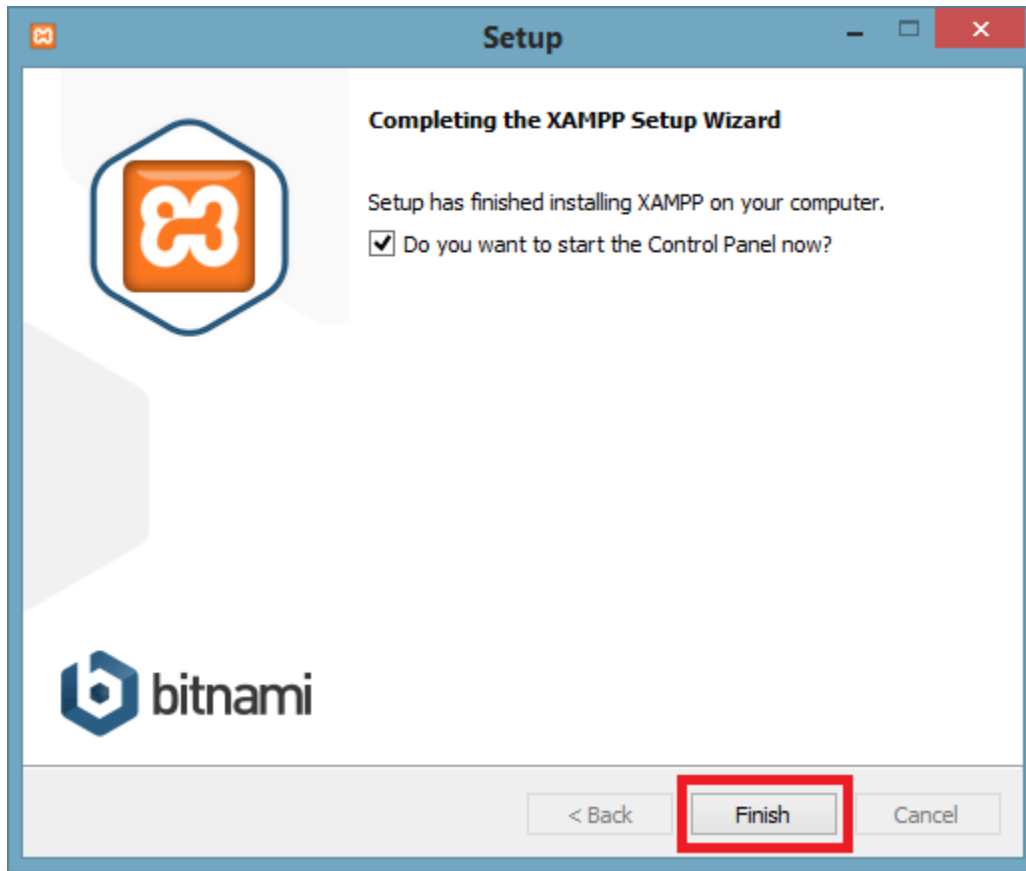 Setup
Completing the XAMPP Setup Wizard
Setup has finished installing XAMPP on your computer.
Do you want to start the Control Panel now?
bitnami
< Back
Finish
Cancel